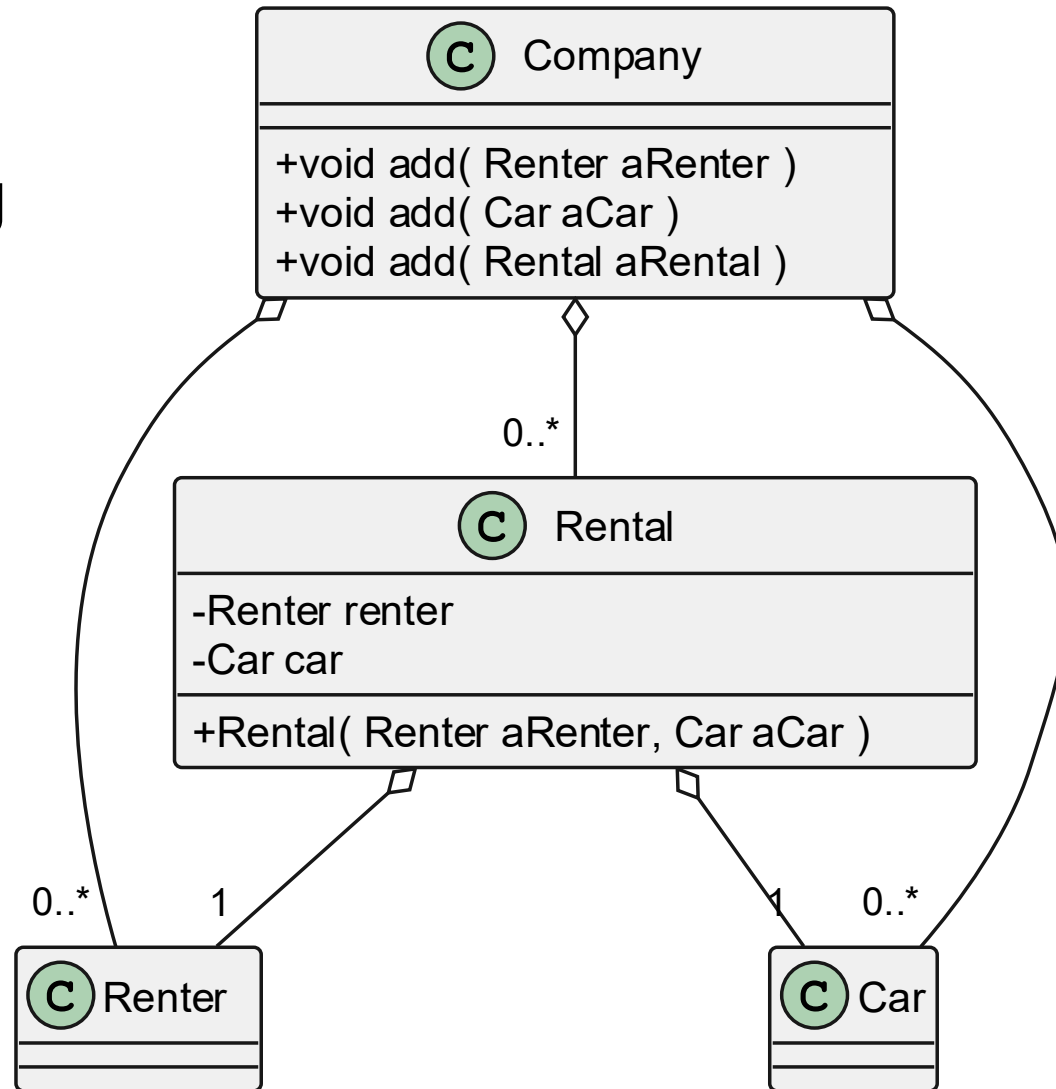 C Company
+void add( Renter aRenter )
+void add( Car aCar )
+void add( Rental aRental )
0..*
C Rental
-Renter renter
-Car car
+Rental( Renter aRenter, Car aCar )
0..* 1 1 0..*
C Renter
C Car